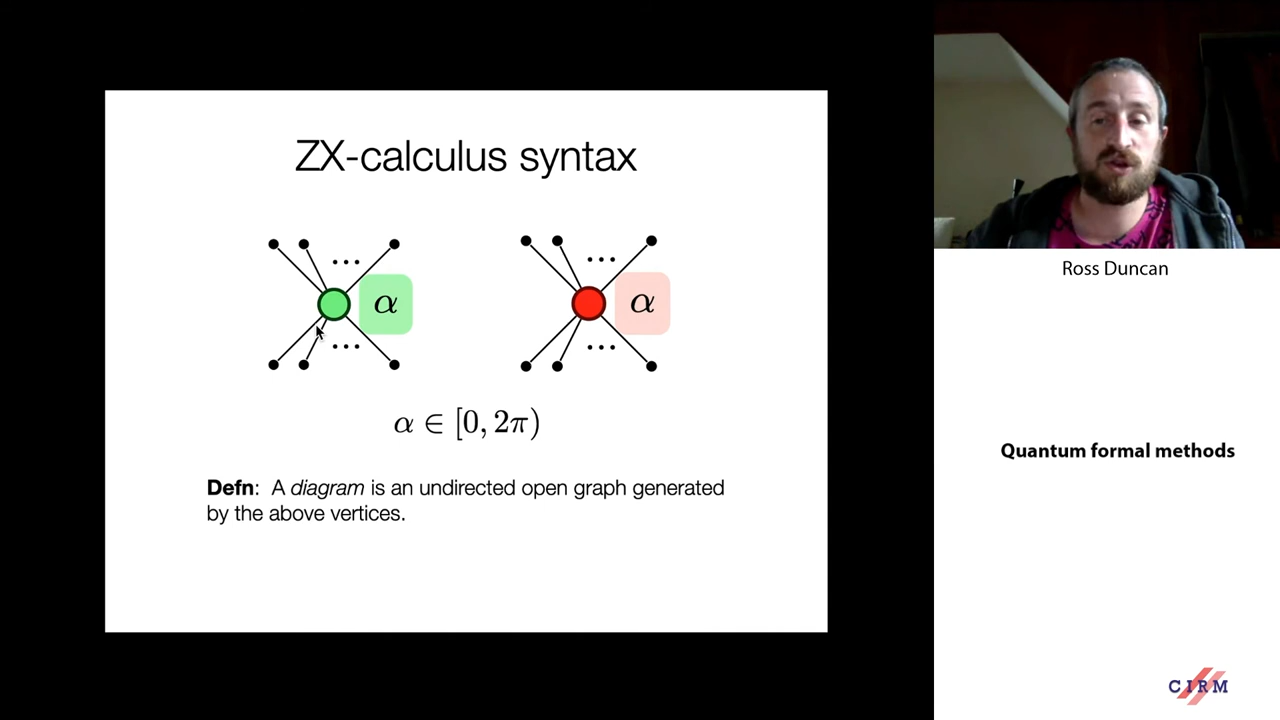 ZX-calculus syntax
... ...
α α
... ...
α ∈ [0, 2π)
Defn: A diagram is an undirected open graph generated
by the above vertices.
Ross Duncan
Quantum formal methods
CIRM